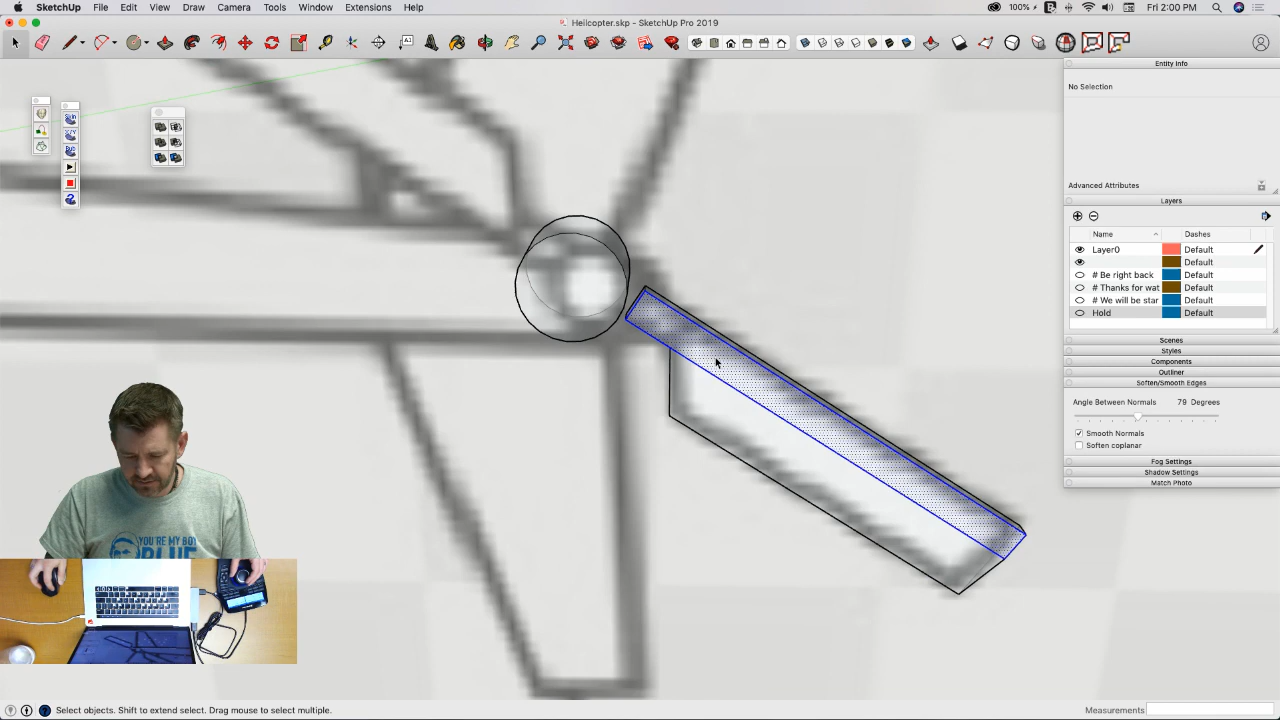 SketchUp File Edit View Draw Camera Tools Window Extensions Help
100% Fri 2:00 PM
Helicopter.skp - SketchUp Pro 2019
Entity Info
No Selection
Advanced Attributes
Layers
Name Dashes
Layer0 Default
Default
# Be right back Default
# Thanks for wat Default
# We will be star Default
Hold Default
Scenes
Styles
Components
Outliner
Soften/Smooth Edges
Angle Between Normals 79 Degrees
Smooth Normals
Soften coplanar
Fog Settings
Shadow Settings
Match Photo
YOU'RE MY BOY
BLUE
Select objects. Shift to extend select. Drag mouse to select multiple.
Measurements